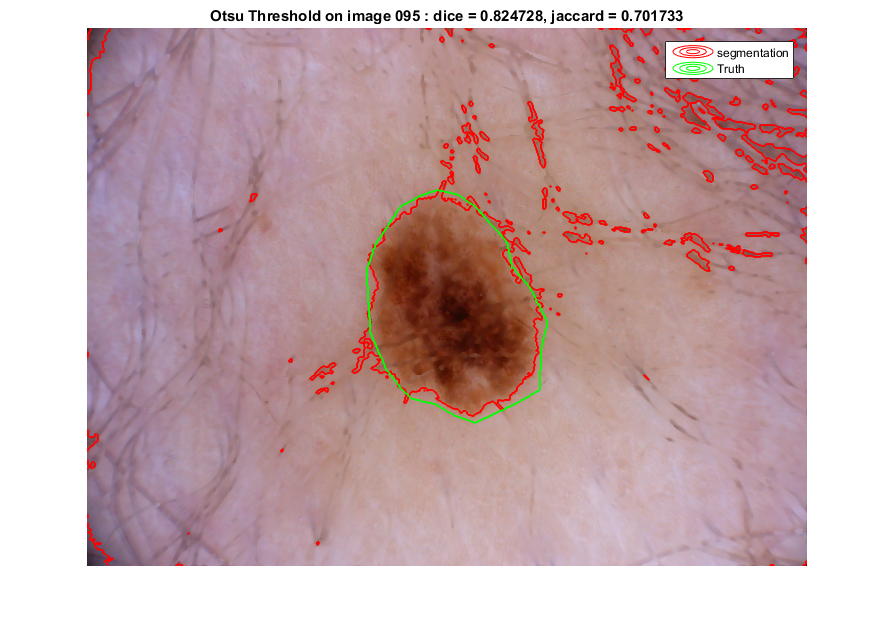 Otsu Threshold on image 095 : dice = 0.824728, jaccard = 0.701733
segmentation
Truth